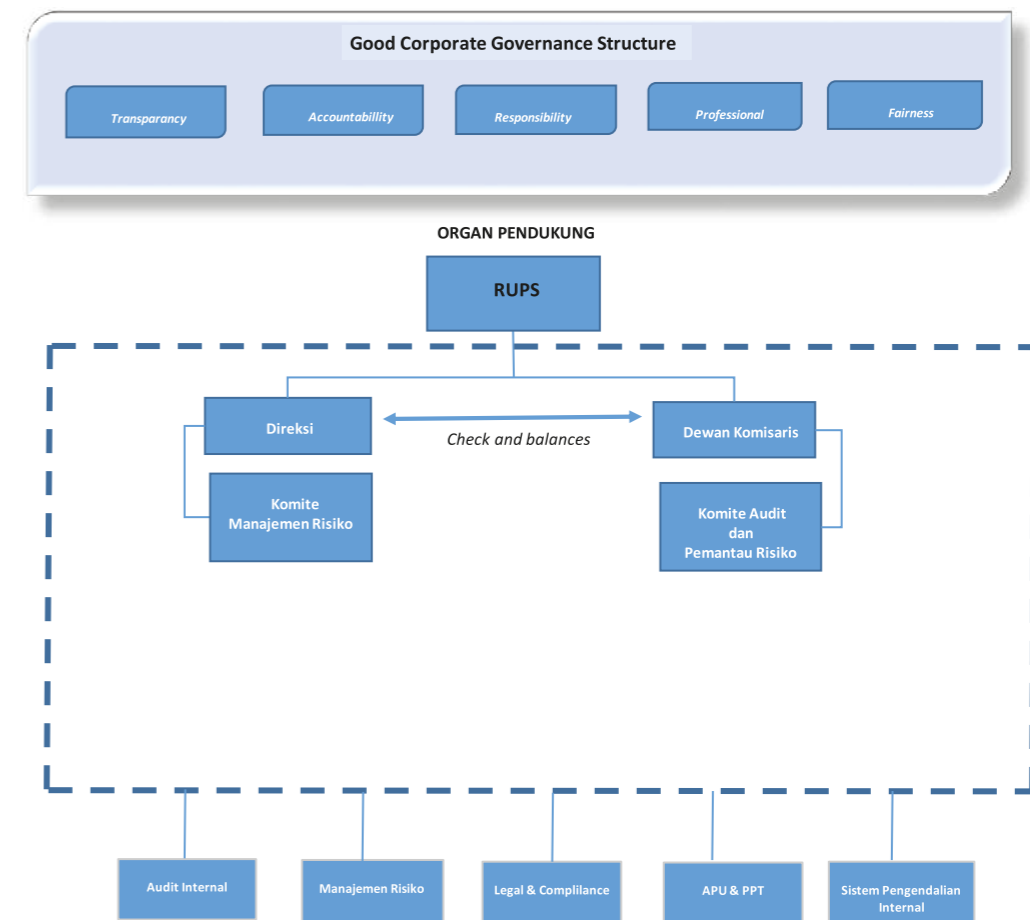 Good Corporate Governance Structure
Transparancy
Accountabillity
Responsibility
Professional
Fairness
ORGAN PENDUKUNG
RUPS
Direksi
Check and balances
Dewan Komisaris
Komite
Manajemen Risiko
Komite Audit
dan
Pemantau Risiko
Audit Internal
Manajemen Risiko
Legal & Complilance
APU & PPT
Sistem Pengendalian
Internal